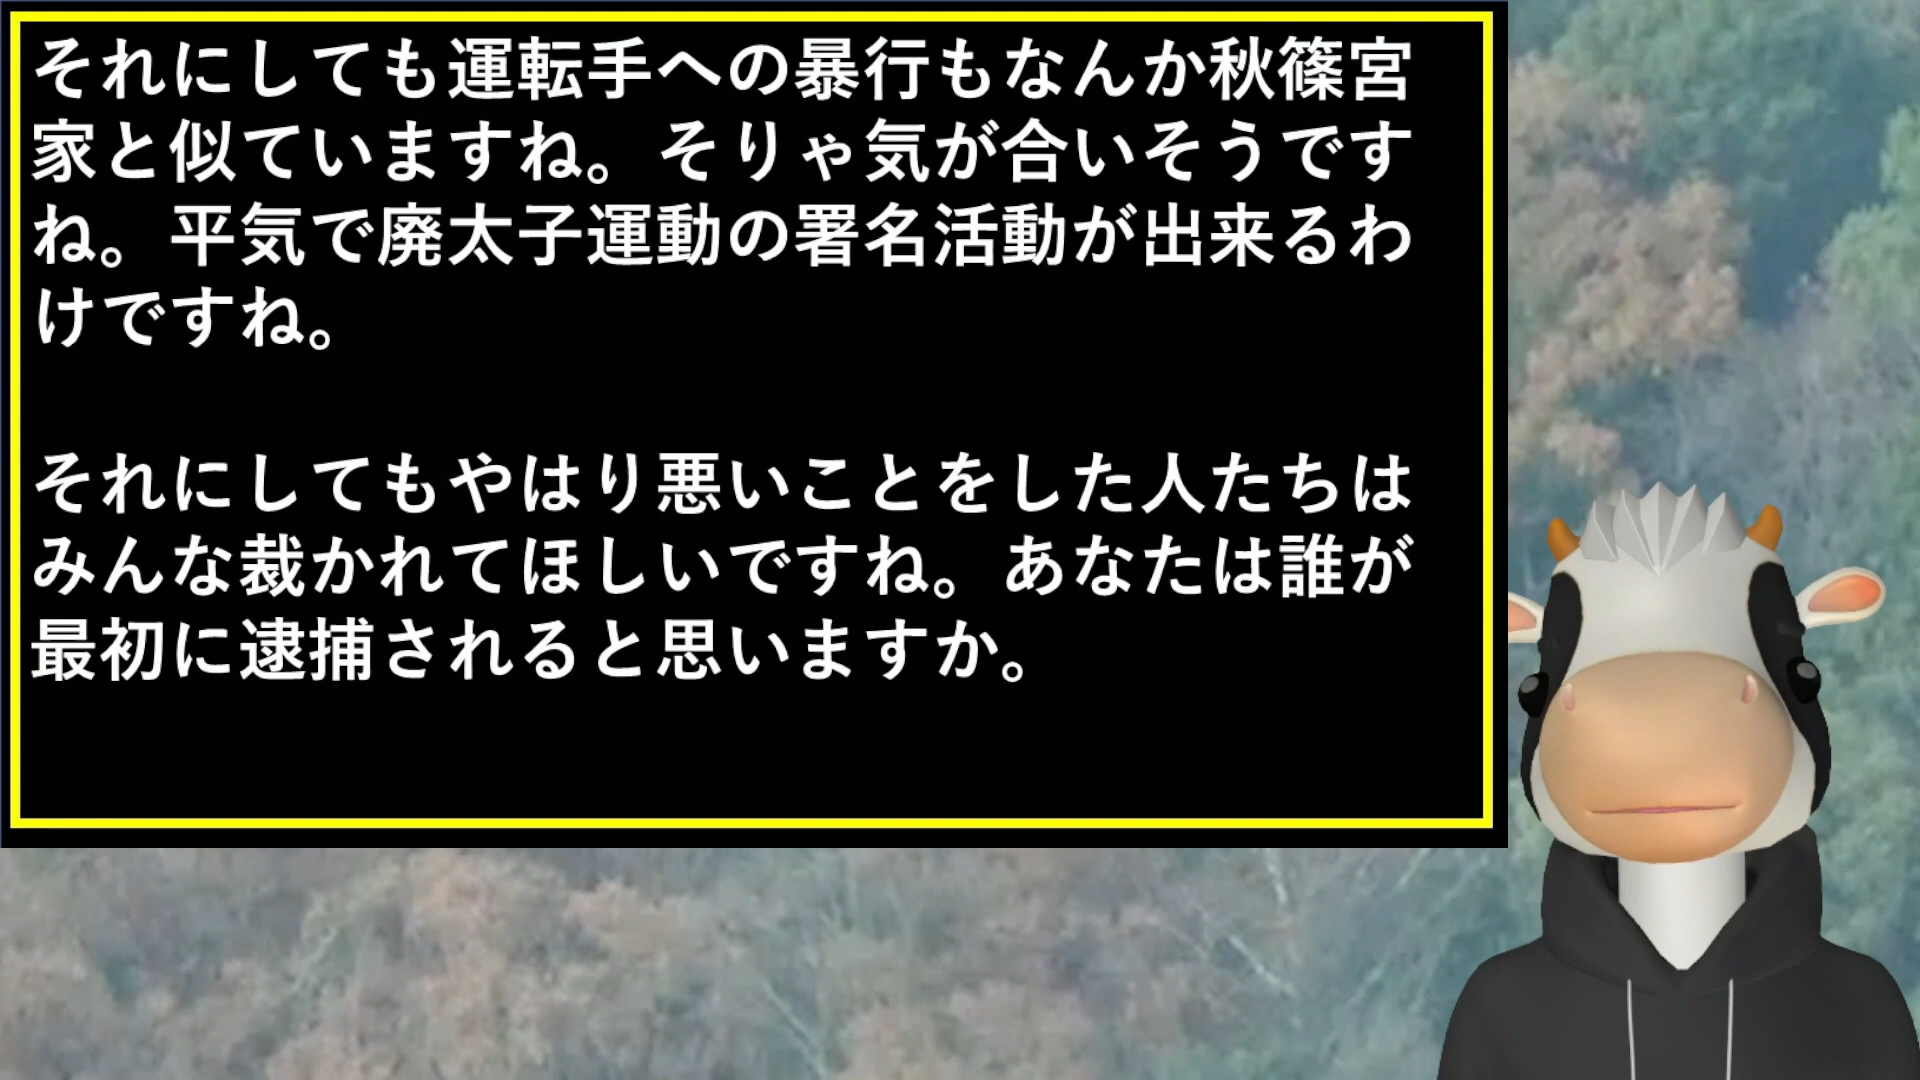 それにしても運転手への暴行もなんか秋篠宮
家と似ていますね。そりゃ気が合いそうです
ね。平気で廃太子運動の署名活動が出来るわ
けですね。
それにしてもやはり悪いことをした人たちは
みんな裁かれてほしいですね。あなたは誰が
最初に逮捕されると思いますか。